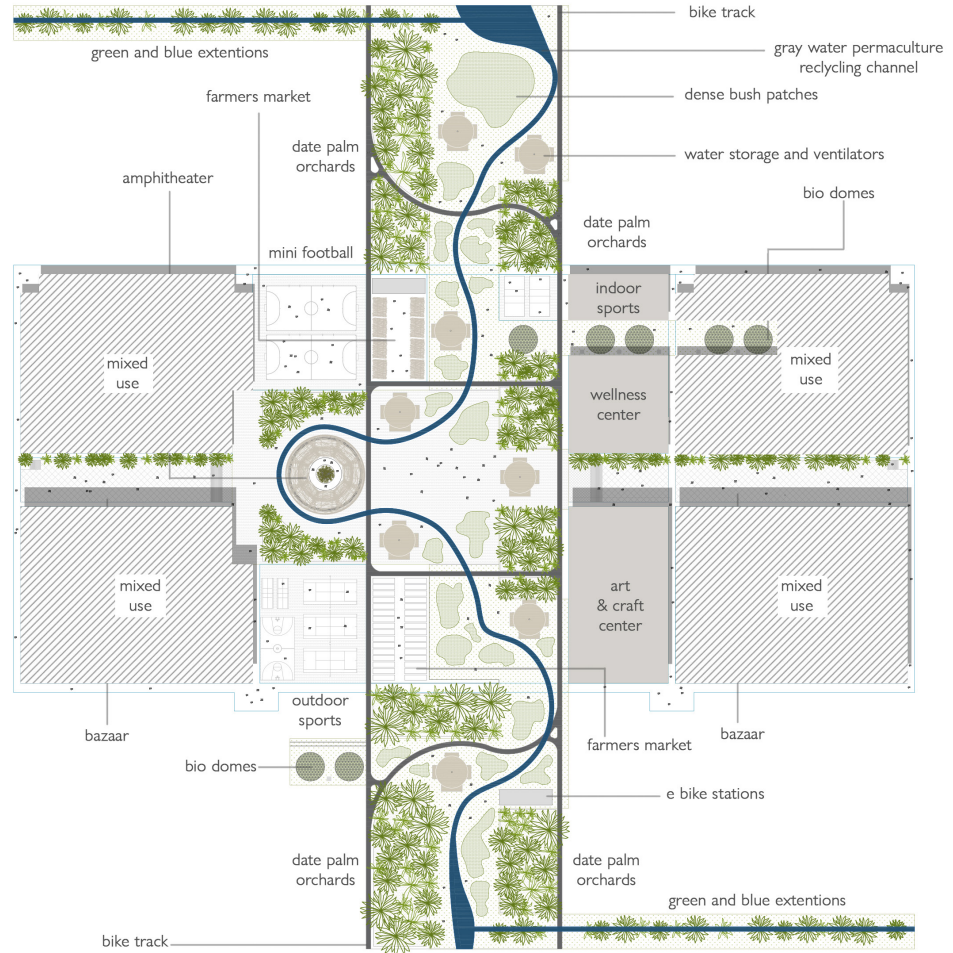 bike track
green and blue extentions
gray water permaculture
reclycling channel
farmers market
dense bush patches
date palm
orchards
water storage and ventilators
amphitheater
bio domes
date palm
orchards
mini football
indoor
sports
mixed
use
mixed
use
wellness
center
mixed
use
art
& craft
center
mixed
use
outdoor
sports
bazaar
farmers market
bazaar
bio domes
e bike stations
date palm
orchards
date palm
orchards
green and blue extentions
bike track